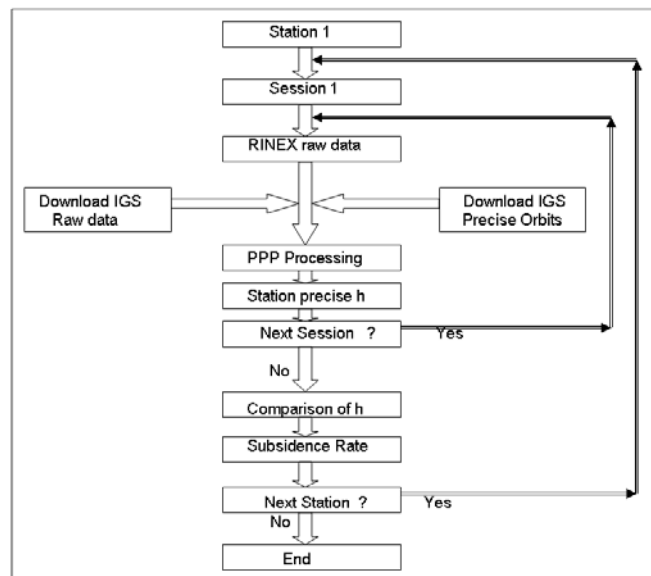 Station 1
Session 1
RINEX raw data
Download IGS
Raw data
Download IGS
Precise Orbits
PPP Processing
Station precise h
Next Session ?
Yes
No
Comparison of h
Subsidence Rate
Next Station ?
Yes
No
End